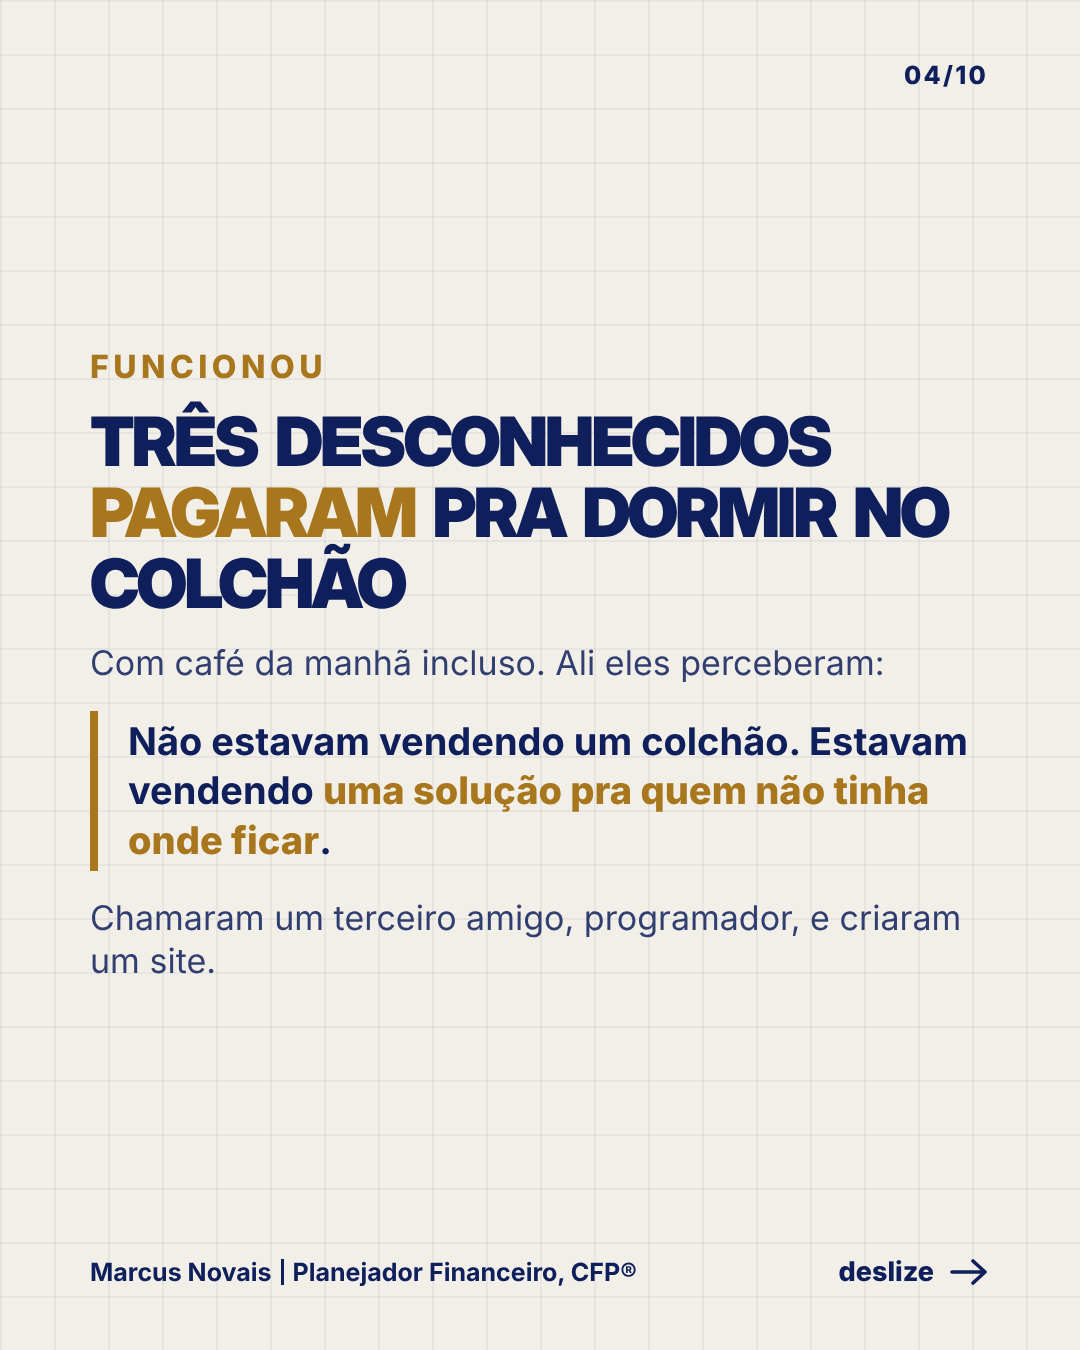 04/10
FUNCIONOU
TRÊS DESCONHECIDOS
PAGARAM PRA DORMIR NO
COLCHÃO
Com café da manhã incluso. Ali eles perceberam:
Não estavam vendendo um colchão. Estavam
vendendo uma solução pra quem não tinha
onde ficar.
Chamaram um terceiro amigo, programador, e criaram
um site.
Marcus Novais | Planejador Financeiro, CFP®
deslize →